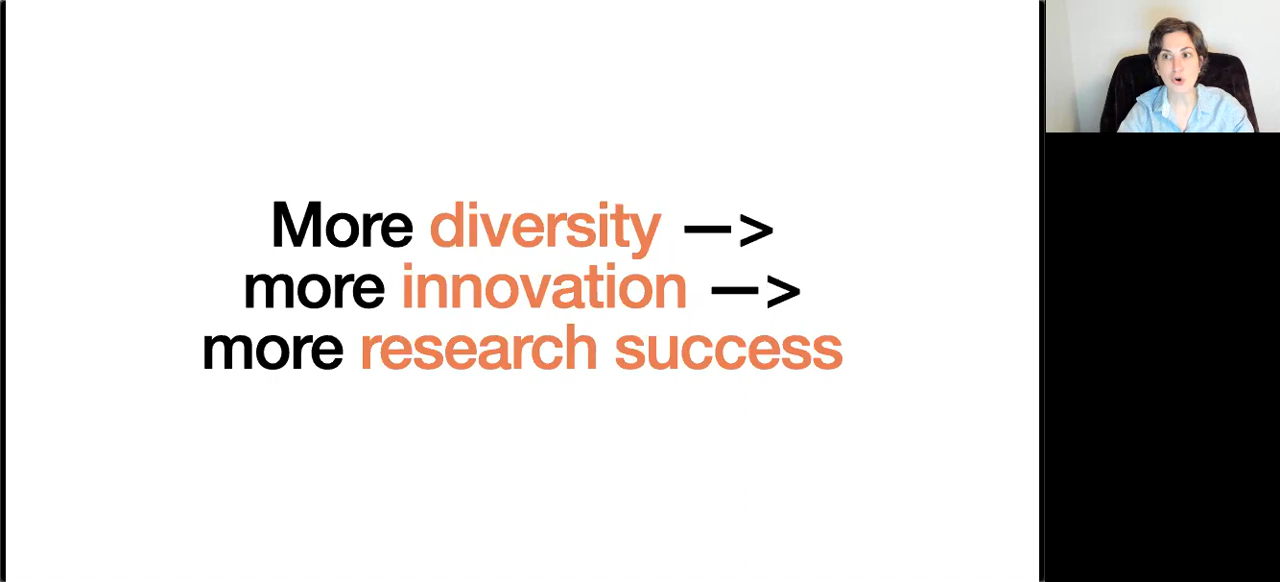 More diversity —>
more innovation —>
more research success